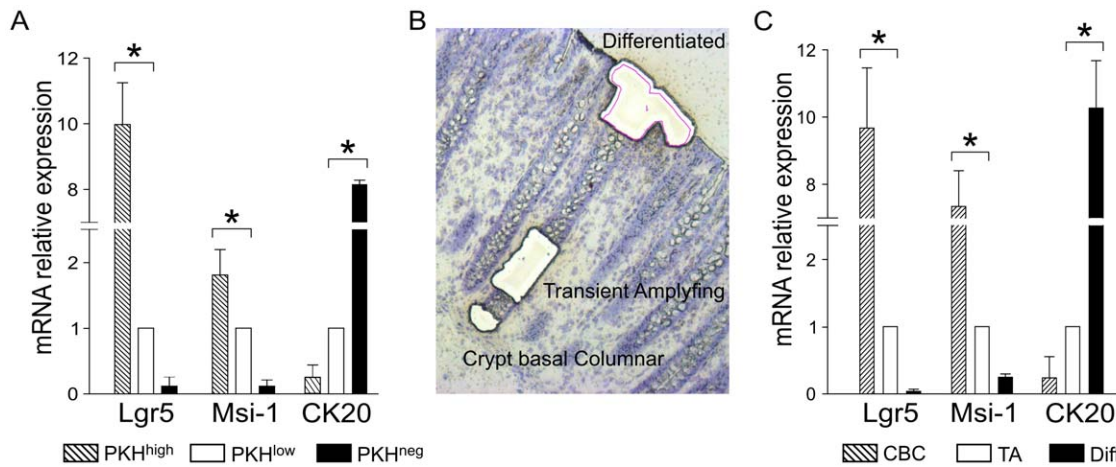 A
mRNA relative expression
12
10
8
2
1
0
*
*
*
Lgr5 Msi-1 CK20
PKHhigh PKHlow PKHneg
B
Differentiated
Transient Amplyfing
Crypt basal Columnar
C
mRNA relative expression
12
10
8
2
1
0
*
*
*
Lgr5 Msi-1 CK20
CBC TA Dif